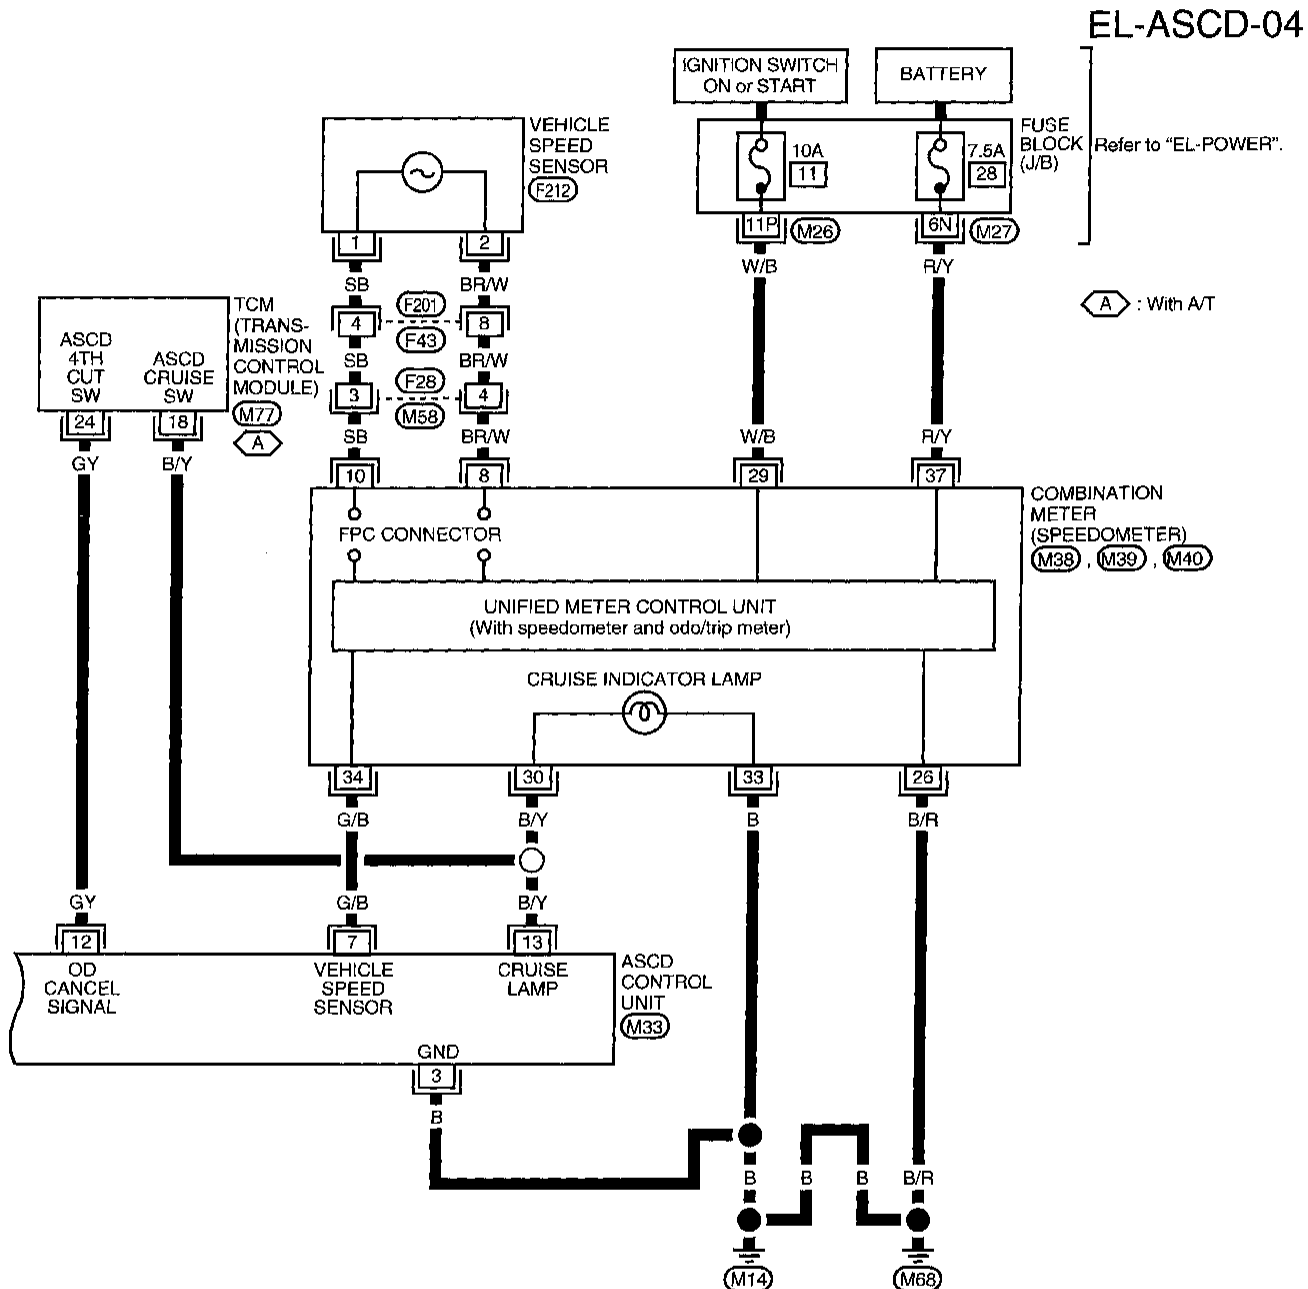 EL-ASCD-04
IGNITION SWITCH
ON or START
BATTERY
FUSE
BLOCK
(J/B)
Refer to "EL-POWER".
10A
11
7.5A
28
11P
M26
6N
M27
W/B
R/Y
A : With A/T
VEHICLE
SPEED
SENSOR
F212
1
2
SB
BR/W
F201
4
8
F43
SB
BR/W
F28
3
4
M58
SB
BR/W
W/B
R/Y
TCM
(TRANS-
MISSION
CONTROL
MODULE)
M77
A
ASCD
4TH
CUT
SW
ASCD
CRUISE
SW
24
18
GY
B/Y
10
8
29
37
COMBINATION
METER
(SPEEDOMETER)
M38 , M39 , M40
FPC CONNECTOR
UNIFIED METER CONTROL UNIT
(With speedometer and odo/trip meter)
CRUISE INDICATOR LAMP
34
30
33
26
G/B
B/Y
B
B/R
GY
G/B
B/Y
12
7
13
OD
CANCEL
SIGNAL
VEHICLE
SPEED
SENSOR
CRUISE
LAMP
ASCD
CONTROL
UNIT
M33
GND
3
B
B
B
B
B/R
M14
M68